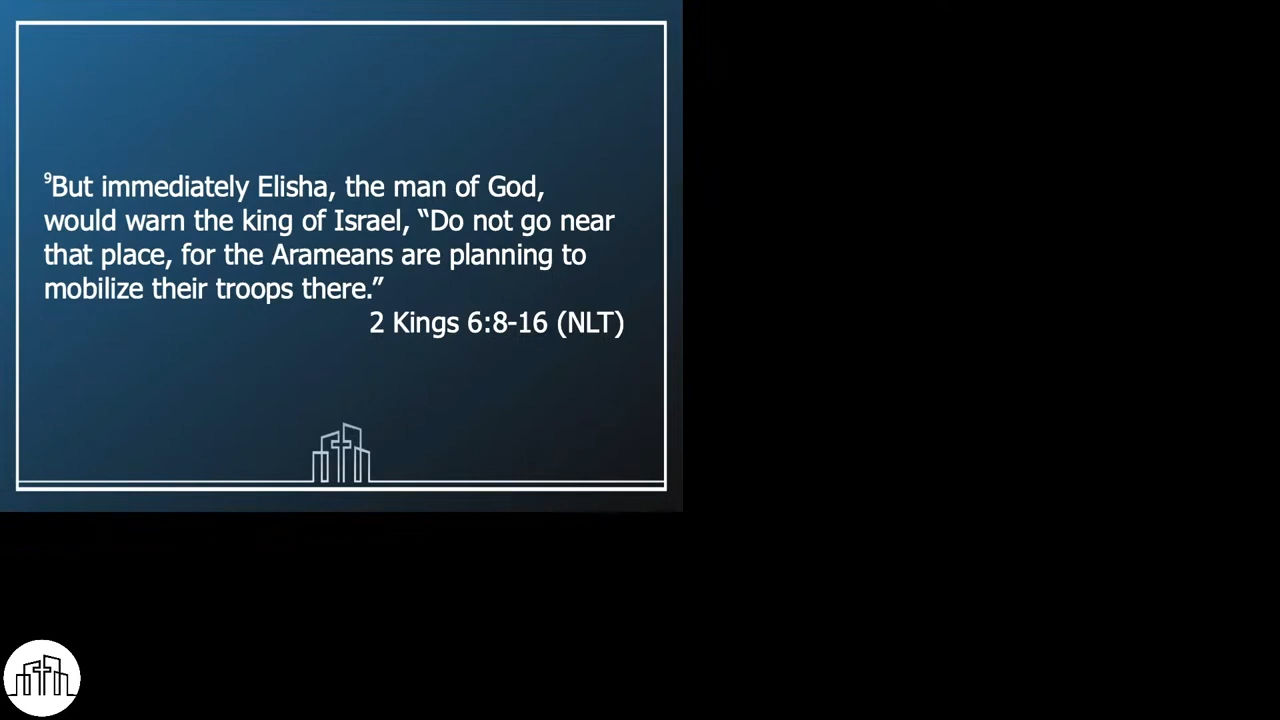 ⁹But immediately Elisha, the man of God,
would warn the king of Israel, “Do not go near
that place, for the Arameans are planning to
mobilize their troops there.”
2 Kings 6:8-16 (NLT)